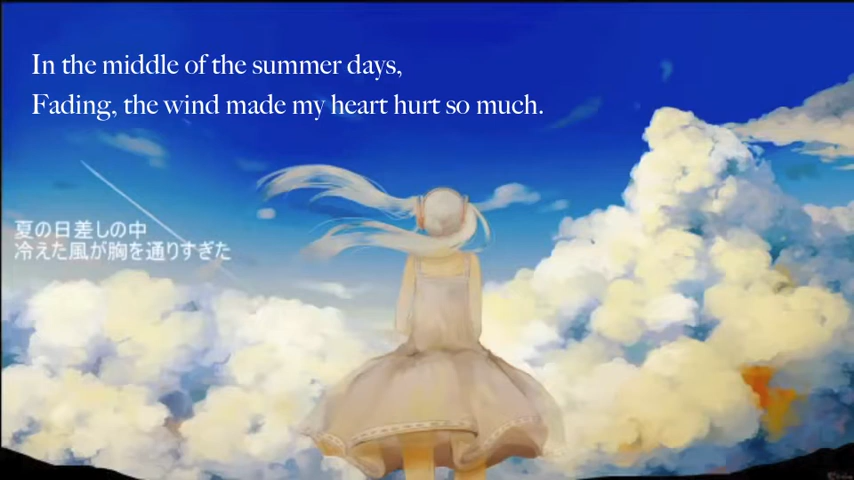 In the middle of the summer days,
Fading, the wind made my heart hurt so much.
夏の日差しの中
冷えた風が胸を通りすぎた